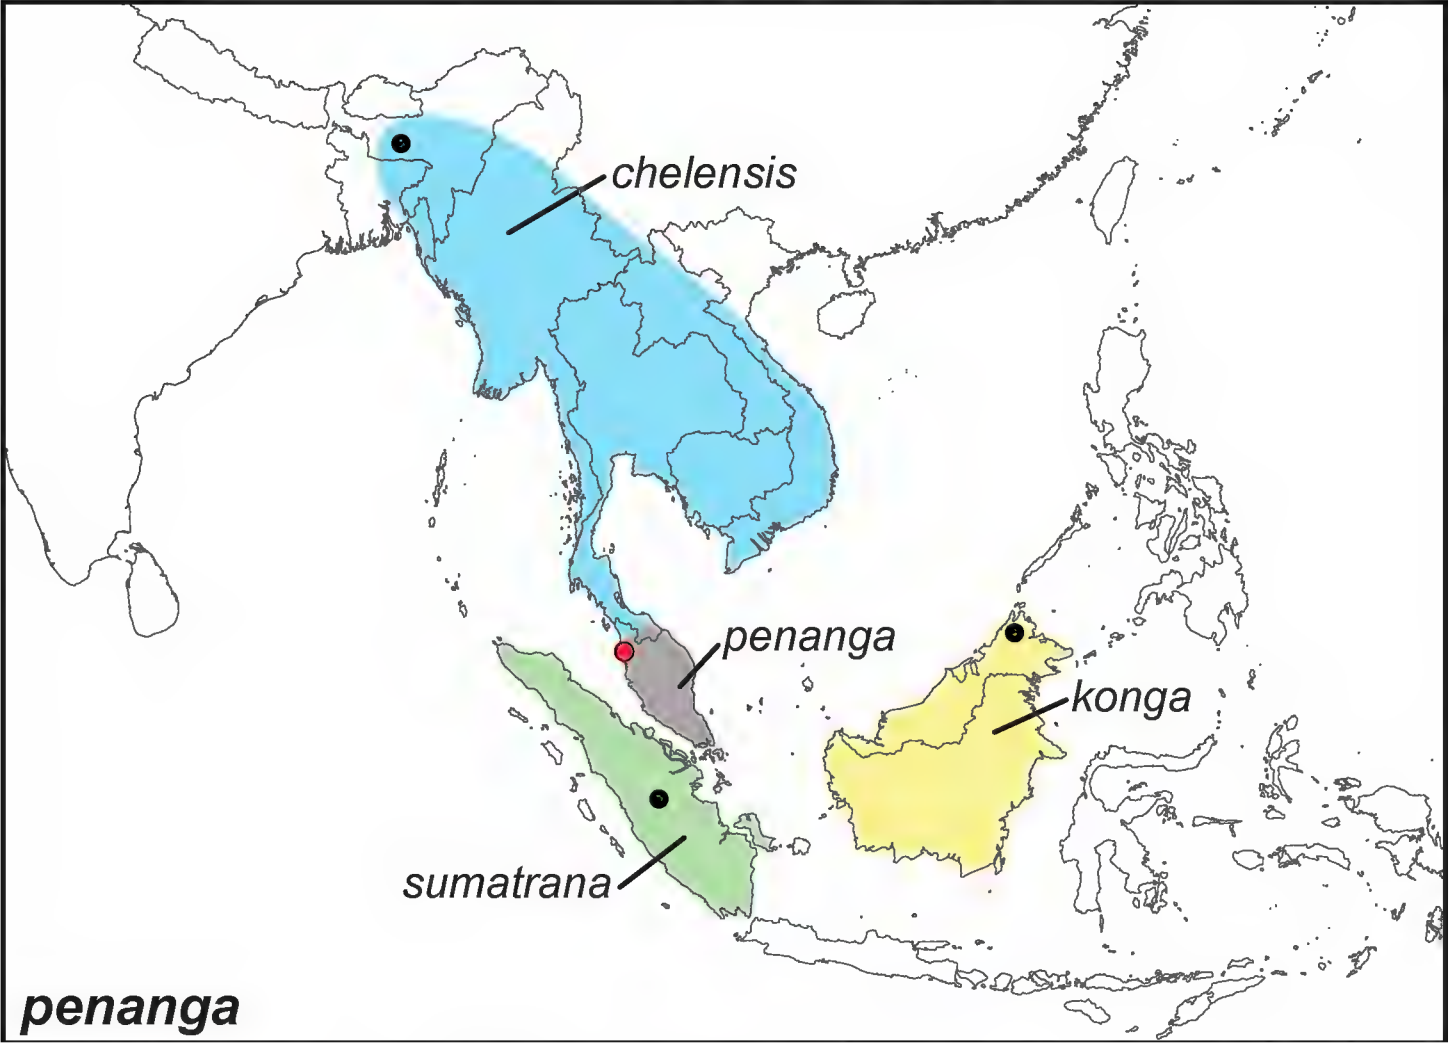 chelensis
penanga
konga
sumatrana
penanga